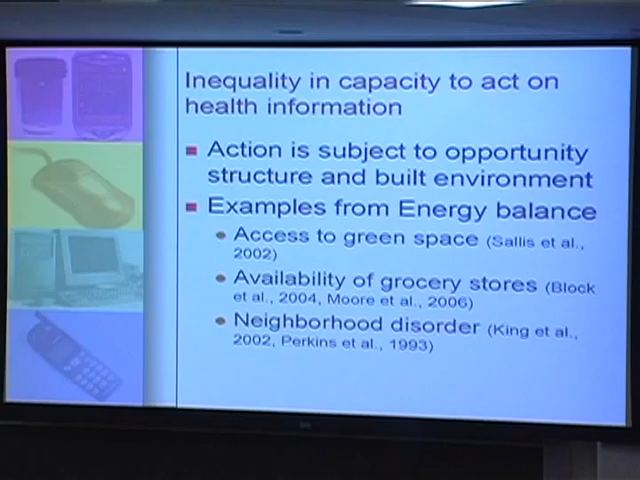 Inequality in capacity to act on
health information
Action is subject to opportunity
structure and built environment
Examples from Energy balance
Access to green space (Sallis et al.,
2002)
Availability of grocery stores (Block
et al., 2004, Moore et al., 2006)
Neighborhood disorder (King et al.,
2002, Perkins et al., 1993)